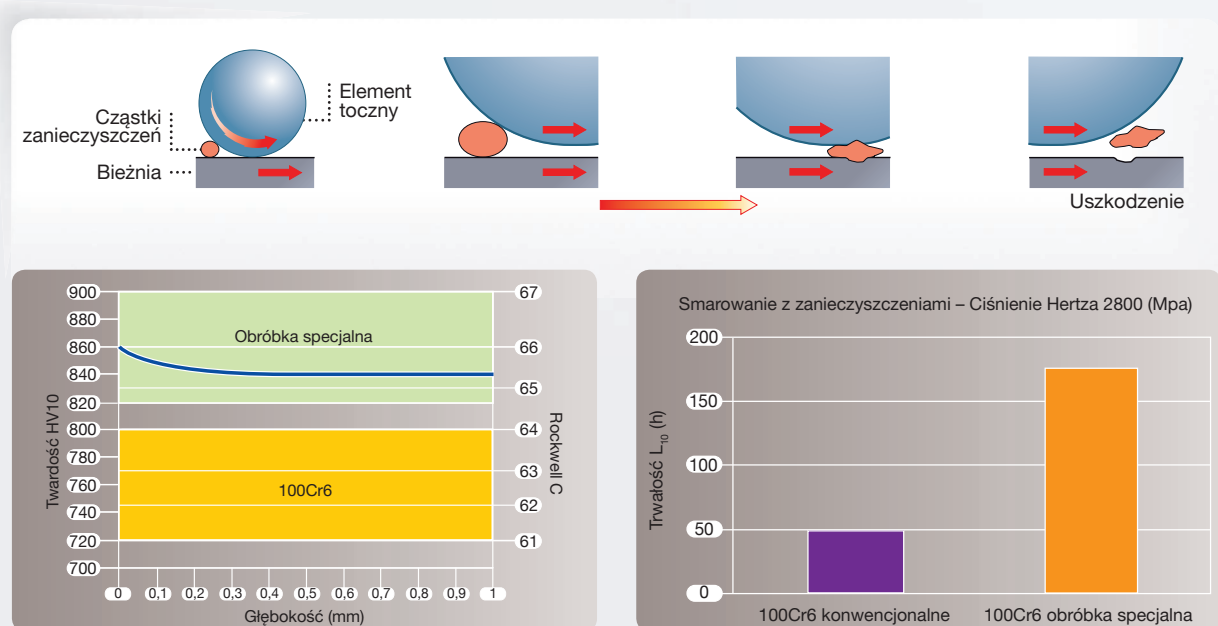 Cząstki
zanieczyszczeń
Bieżnia
Element
toczny
Uszkodzenie
Twardość HV10
900
880
860
840
820
800
780
760
740
720
700
Obróbka specjalna
100Cr6
67
66
65
64
63
62
61
Rockwell C
0 0,1 0,2 0,3 0,4 0,5 0,6 0,7 0,8 0,9 1
Głębokość (mm)
Smarowanie z zanieczyszczeniami – Ciśnienie Hertza 2800 (Mpa)
Trwałość L10 (h)
200
150
100
50
0
100Cr6 konwencjonalne 100Cr6 obróbka specjalna